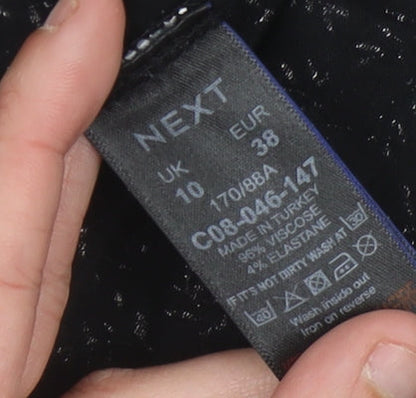 NEXT
UK EUR
10 38
170/88A
C08-046-147
MADE IN TURKEY
96% VISCOSE
4% ELASTANE
IF IT'S NOT DIRTY WASH AT 30
40
Wash inside out
Iron on reverse